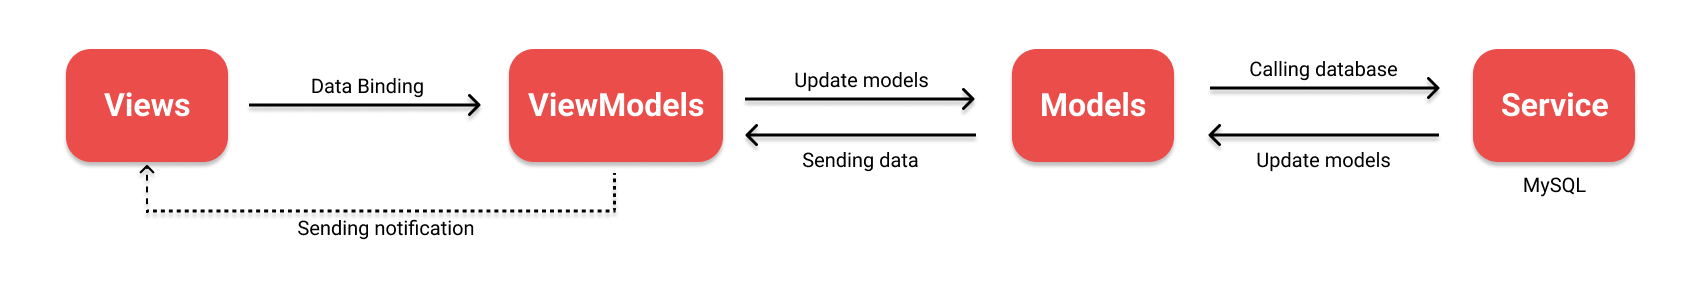 Views
Data Binding
ViewModels
Update models
Sending data
Models
Calling database
Update models
Service
MySQL
Sending notification